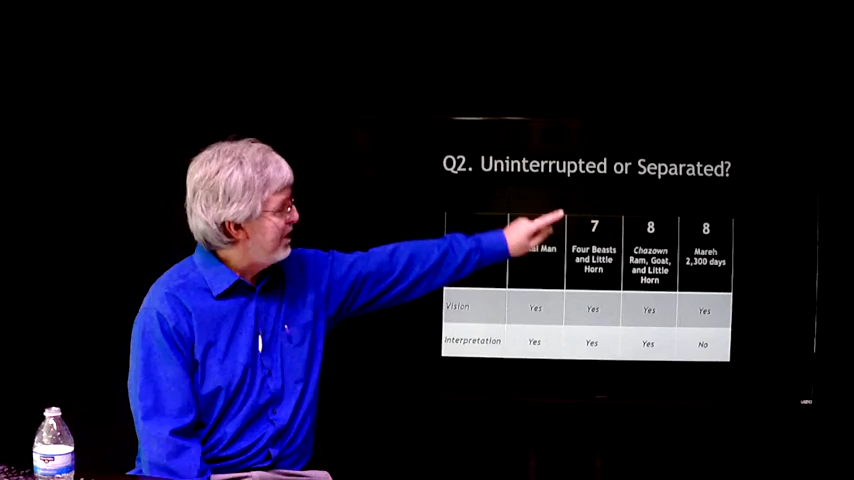 Q2. Uninterrupted or Separated?
7 8 8
Man Four Beasts Chazown Mareh
and Little Ram, Goat, 2,300 days
Horn and Little
Horn
Vision Yes Yes Yes Yes
Interpretation Yes Yes Yes No
VIZIO